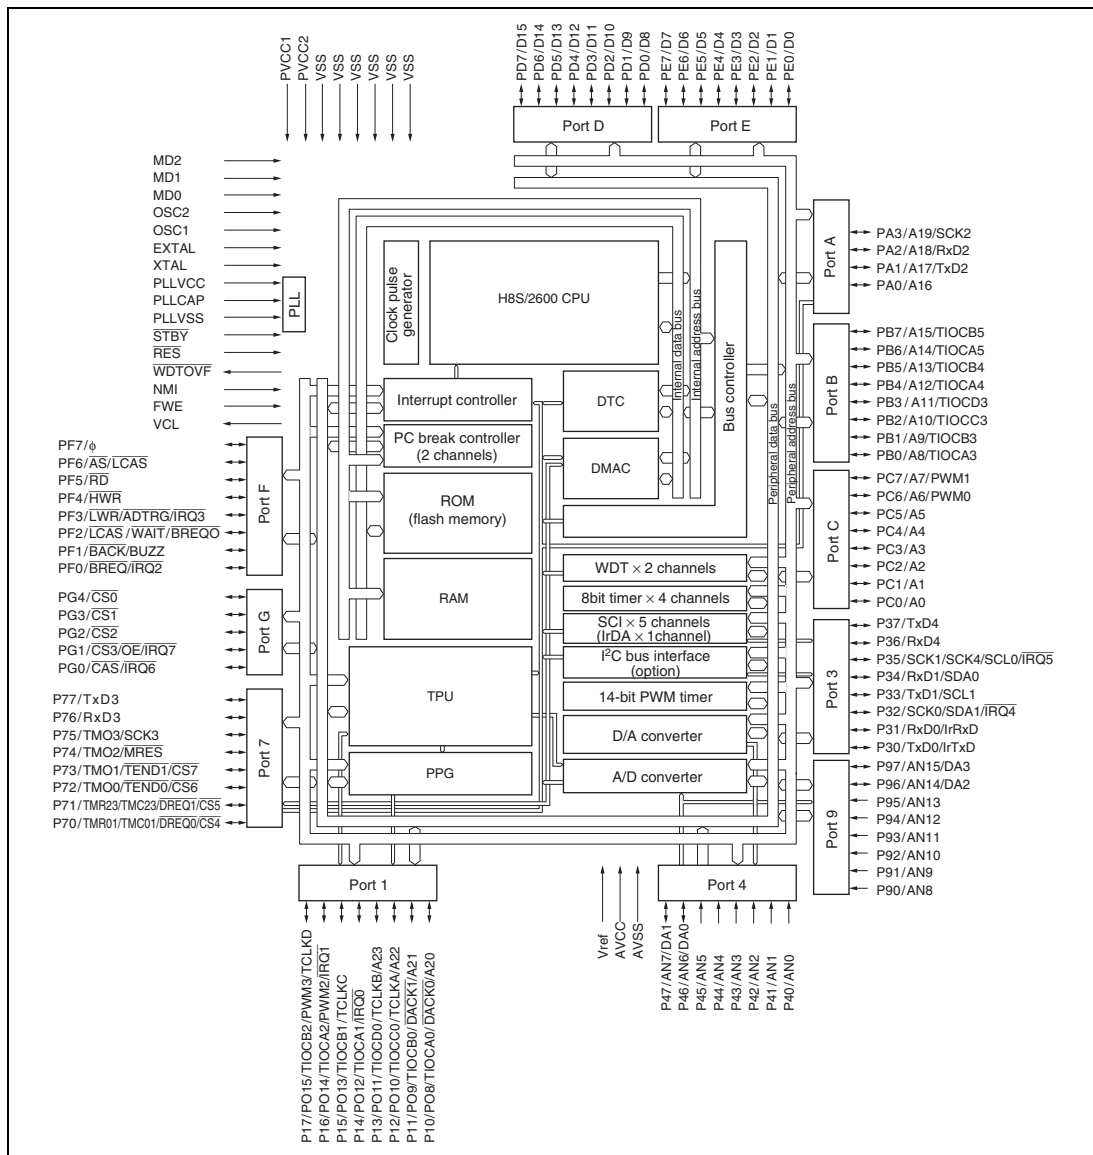 PVCC1
PVCC2
VSS
VSS
VSS
VSS
VSS
VSS
PD7/D15
PD6/D14
PD5/D13
PD4/D12
PD3/D11
PD2/D10
PD1/D9
PD0/D8
PE7/D7
PE6/D6
PE5/D5
PE4/D4
PE3/D3
PE2/D2
PE1/D1
PE0/D0
Port D
Port E
MD2
MD1
MD0
OSC2
OSC1
EXTAL
XTAL
PLLVCC
PLLCAP
PLLVSS
STBY
RES
WDTOVF
NMI
FWE
VCL
PLL
Clock pulse
generator
H8S/2600 CPU
Internal data bus
Internal address bus
Bus controller
Peripheral data bus
Peripheral address bus
Port A
PA3/A19/SCK2
PA2/A18/RxD2
PA1/A17/TxD2
PA0/A16
Port B
PB7/A15/TIOCB5
PB6/A14/TIOCA5
PB5/A13/TIOCB4
PB4/A12/TIOCA4
PB3/A11/TIOCD3
PB2/A10/TIOCC3
PB1/A9/TIOCB3
PB0/A8/TIOCA3
Interrupt controller
PC break controller
(2 channels)
DTC
DMAC
ROM
(flash memory)
RAM
TPU
PPG
WDT × 2 channels
8bit timer × 4 channels
SCI × 5 channels
(IrDA × 1channel)
I²C bus interface
(option)
14-bit PWM timer
D/A converter
A/D converter
PF7/ϕ
PF6/AS/LCAS
PF5/RD
PF4/HWR
PF3/LWR/ADTRG/IRQ3
PF2/LCAS/WAIT/BREQO
PF1/BACK/BUZZ
PF0/BREQ/IRQ2
Port F
PG4/CS0
PG3/CS1
PG2/CS2
PG1/CS3/OE/IRQ7
PG0/CAS/IRQ6
Port G
P77/TxD3
P76/RxD3
P75/TMO3/SCK3
P74/TMO2/MRES
P73/TMO1/TEND1/CS7
P72/TMO0/TEND0/CS6
P71/TMR23/TMC23/DREQ1/CS5
P70/TMR01/TMC01/DREQ0/CS4
Port 7
Port C
PC7/A7/PWM1
PC6/A6/PWM0
PC5/A5
PC4/A4
PC3/A3
PC2/A2
PC1/A1
PC0/A0
Port 3
P37/TxD4
P36/RxD4
P35/SCK1/SCK4/SCL0/IRQ5
P34/RxD1/SDA0
P33/TxD1/SCL1
P32/SCK0/SDA1/IRQ4
P31/RxD0/IrRxD
P30/TxD0/IrTxD
Port 9
P97/AN15/DA3
P96/AN14/DA2
P95/AN13
P94/AN12
P93/AN11
P92/AN10
P91/AN9
P90/AN8
Port 1
Port 4
P17/PO15/TIOCB2/PWM3/TCLKD
P16/PO14/TIOCA2/PWM2/IRQ1
P15/PO13/TIOCB1/TCLKC
P14/PO12/TIOCA1/IRQ0
P13/PO11/TIOCD0/TCLKB/A23
P12/PO10/TIOCC0/TCLKA/A22
P11/PO9/TIOCB0/DACK1/A21
P10/PO8/TIOCA0/DACK0/A20
Vref
AVCC
AVSS
P47/AN7/DA1
P46/AN6/DA0
P45/AN5
P44/AN4
P43/AN3
P42/AN2
P41/AN1
P40/AN0